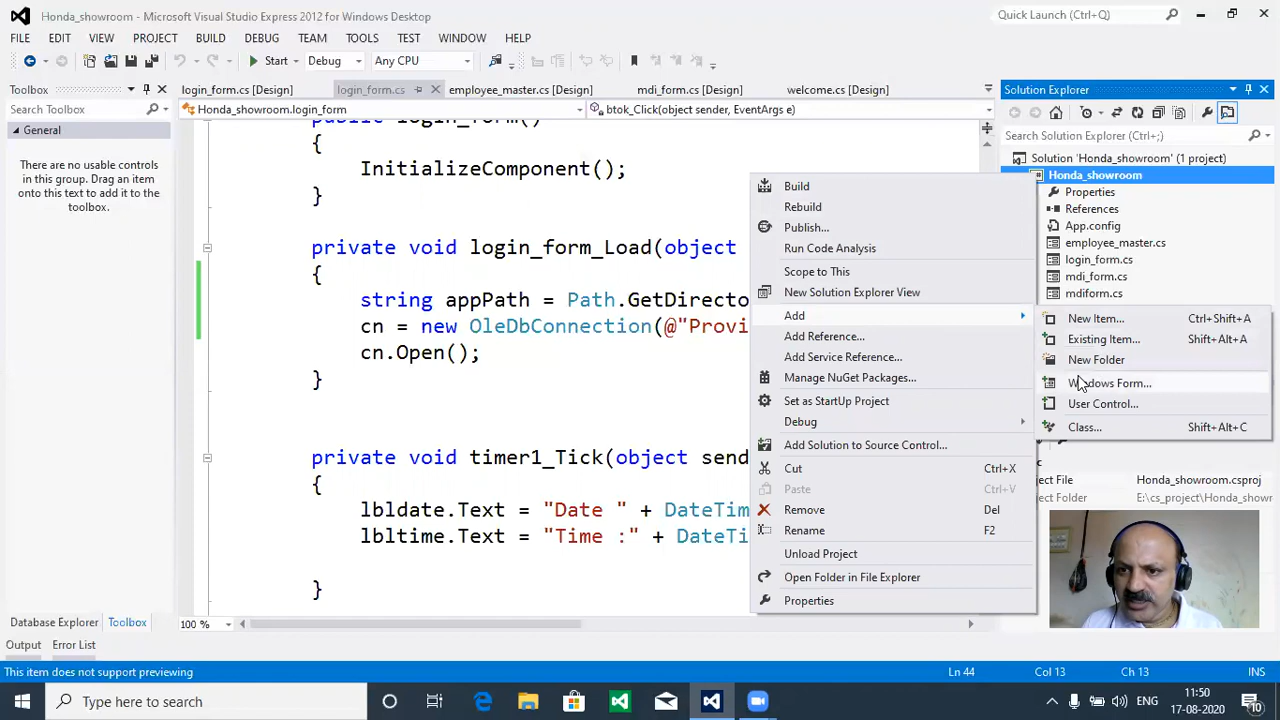 Honda_showroom - Microsoft Visual Studio Express 2012 for Windows Desktop
Quick Launch (Ctrl+Q)
FILE EDIT VIEW PROJECT BUILD DEBUG TEAM TOOLS TEST WINDOW HELP
Start Debug Any CPU
Toolbox
Search Toolbox
General
There are no usable controls
in this group. Drag an item
onto this text to add it to the
toolbox.
Database Explorer Toolbox
login_form.cs [Design] login_form.cs employee_master.cs [Design] mdi_form.cs [Design] welcome.cs [Design]
Honda_showroom.login_form btok_Click(object sender, EventArgs e)
public login_form()
{
InitializeComponent();
}
private void login_form_Load(object
{
string appPath = Path.GetDirecto
cn = new OleDbConnection(@"Provi
cn.Open();
}
private void timer1_Tick(object send
{
lbldate.Text = "Date " + DateTim
lbltime.Text = "Time :" + DateTi
}
100 %
Build
Rebuild
Publish...
Run Code Analysis
Scope to This
New Solution Explorer View
Add
Add Reference...
Add Service Reference...
Manage NuGet Packages...
Set as StartUp Project
Debug
Add Solution to Source Control...
Cut Ctrl+X
Paste Ctrl+V
Remove Del
Rename F2
Unload Project
Open Folder in File Explorer
Properties
New Item... Ctrl+Shift+A
Existing Item... Shift+Alt+A
New Folder
Windows Form...
User Control...
Class... Shift+Alt+C
Solution Explorer
Search Solution Explorer (Ctrl+;)
Solution 'Honda_showroom' (1 project)
Honda_showroom
Properties
References
App.config
employee_master.cs
login_form.cs
mdi_form.cs
mdiform.cs
ject File Honda_showroom.csproj
oject Folder E:\cs_project\Honda_show
Output Error List
This item does not support previewing
Ln 44 Col 13 Ch 13 INS
Type here to search
ENG
11:50
17-08-2020
10